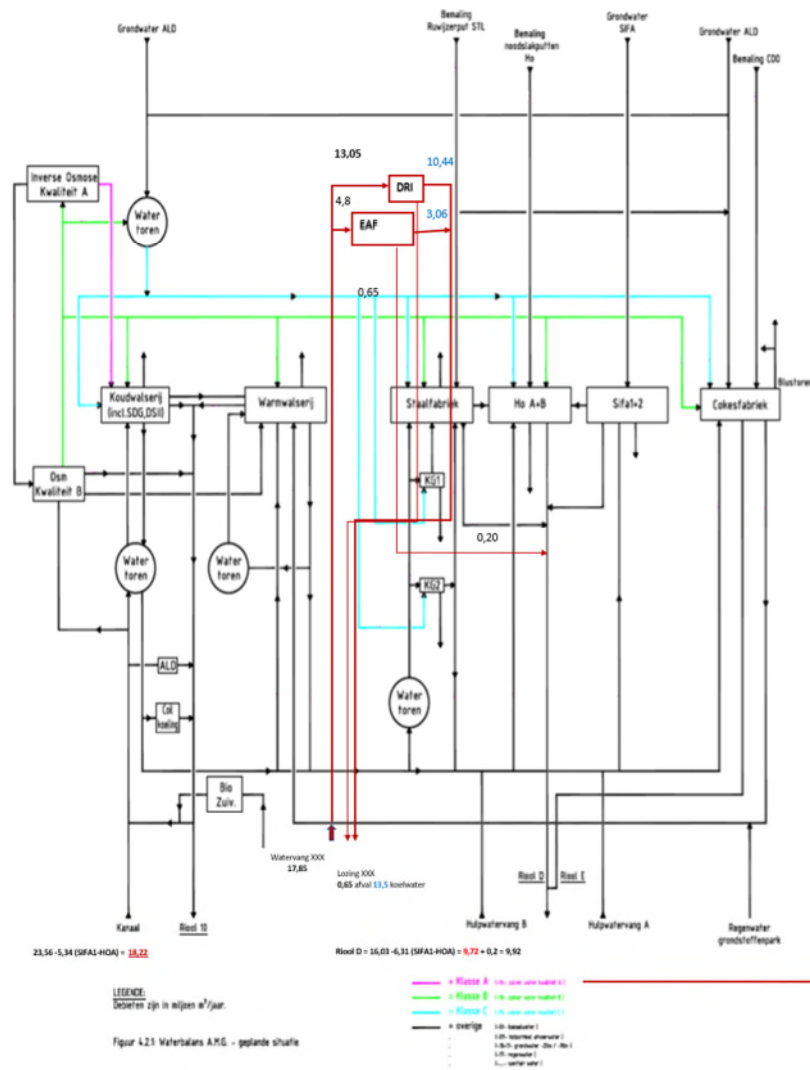 Grondwater ALD
Bemaling
Ruwijzerput STL
Bemaling
noodslakputten
Ho
Grondwater
SIFA
Grondwater ALD
Bemaling CDO
13,05
10,44
Inverse Osmose
Kwaliteit A
DRI
4,8
3,06
Water
toren
EAF
0,65
Blustoren
Koudwalserij
(incl.SDG,DSI)
Warmwalserij
Staalfabriek
Ho A+B
Sifa1+2
Cokesfabriek
Osm
Kwaliteit B
KG1
0,20
Water
toren
Water
toren
KG2
ALD
Water
toren
Col
koeling
Bio
Zuiv.
Watervang XXX
17,85
Lozing XXX
0,65 afval 13,5 koelwater
Riool D
Riool E
Kanaal
Riool 10
Hulpwatervang B
Hulpwatervang A
Regenwater
grondstoffenpark
23,56 -5,34 (SIFA1-HOA) = 18,22
Riool D = 16,03 -6,31 (SIFA1-HOA) = 9,72 + 0,2 = 9,92
LEGENDE:
Debieten zijn in miljoen m³/jaar.
= Klasse A
= Klasse B
= Klasse C
= overige
Figuur 4.2.1: Waterbalans A.M.G. - geplande situatie